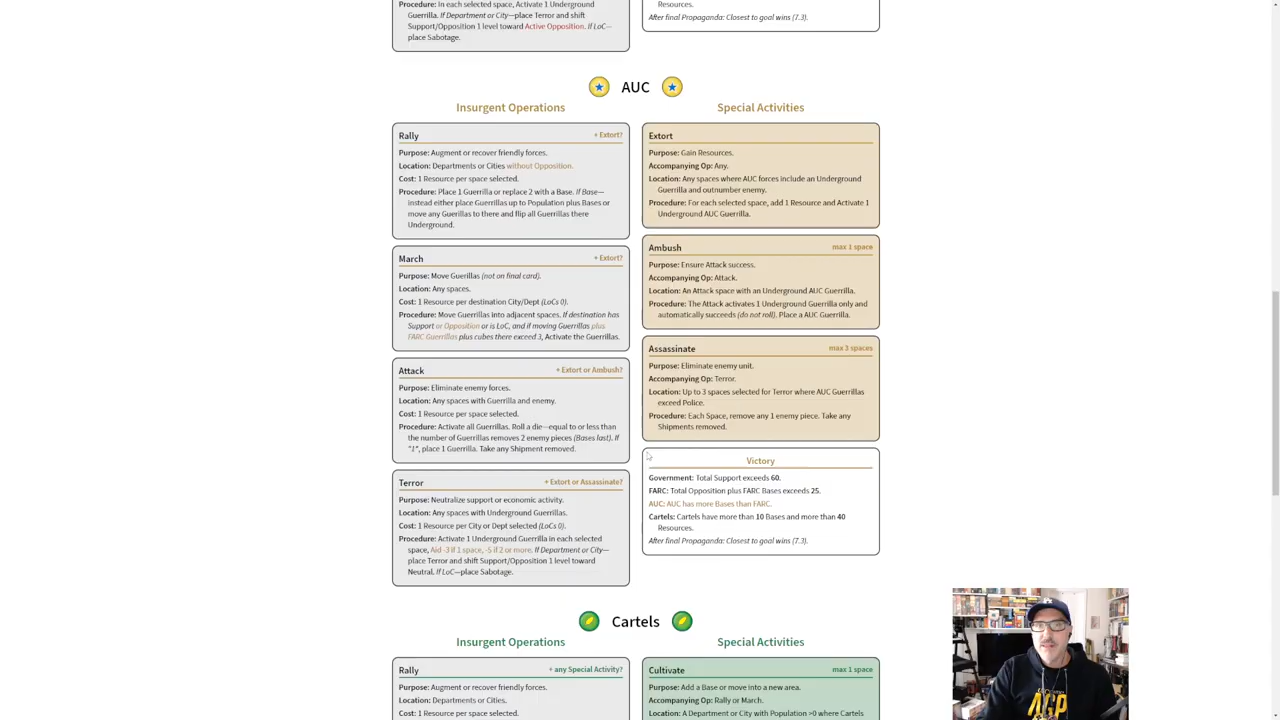 Procedure: In each selected space, Activate 1 Underground
Guerrilla. If Department or City—place Terror and shift
Support/Opposition 1 level toward Active Opposition. If LoC—
place Sabotage.
Resources.
After final Propaganda: Closest to goal wins (7.3).
AUC
Insurgent Operations
Rally + Extort?
Purpose: Augment or recover friendly forces.
Location: Departments or Cities without Opposition.
Cost: 1 Resource per space selected.
Procedure: Place 1 Guerrilla or replace 2 with a Base. If Base—
instead either place Guerrillas up to Population plus Bases or
move any Guerillas to there and flip all Guerrillas there
Underground.
March + Extort?
Purpose: Move Guerillas (not on final card).
Location: Any spaces.
Cost: 1 Resource per destination City/Dept (LoCs 0).
Procedure: Move Guerrillas into adjacent spaces. If destination has
Support or Opposition or is LoC, and if moving Guerrillas plus
FARC Guerrillas plus cubes there exceed 3, Activate the Guerrillas.
Attack + Extort or Ambush?
Purpose: Eliminate enemy forces.
Location: Any spaces with Guerrilla and enemy.
Cost: 1 Resource per space selected.
Procedure: Activate all Guerrillas. Roll a die—equal to or less than
the number of Guerrillas removes 2 enemy pieces (Bases last). If
"1", place 1 Guerrilla. Take any Shipment removed.
Terror + Extort or Assassinate?
Purpose: Neutralize support or economic activity.
Location: Any spaces with Underground Guerrillas.
Cost: 1 Resource per City or Dept selected (LoCs 0).
Procedure: Activate 1 Underground Guerrilla in each selected
space, Aid -3 if 1 space, -5 if 2 or more. If Department or City—
place Terror and shift Support/Opposition 1 level toward
Neutral. If LoC—place Sabotage.
Special Activities
Extort
Purpose: Gain Resources.
Accompanying Op: Any.
Location: Any spaces where AUC forces include an Underground
Guerrilla and outnumber enemy.
Procedure: For each selected space, add 1 Resource and Activate 1
Underground AUC Guerrilla.
Ambush max 1 space
Purpose: Ensure Attack success.
Accompanying Op: Attack.
Location: An Attack space with an Underground AUC Guerrilla.
Procedure: The Attack activates 1 Underground Guerrilla only and
automatically succeeds (do not roll). Place a AUC Guerrilla.
Assassinate max 3 spaces
Purpose: Eliminate enemy unit.
Accompanying Op: Terror.
Location: Up to 3 spaces selected for Terror where AUC Guerrillas
exceed Police.
Procedure: Each Space, remove any 1 enemy piece. Take any
Shipments removed.
Victory
Government: Total Support exceeds 60.
FARC: Total Opposition plus FARC Bases exceeds 25.
AUC: AUC has more Bases than FARC.
Cartels: Cartels have more than 10 Bases and more than 40
Resources.
After final Propaganda: Closest to goal wins (7.3).
Cartels
Insurgent Operations
Rally + any Special Activity?
Purpose: Augment or recover friendly forces.
Location: Departments or Cities.
Cost: 1 Resource per space selected.
Special Activities
Cultivate max 1 space
Purpose: Add a Base or move into a new area.
Accompanying Op: Rally or March.
Location: A Department or City with Population >0 where Cartels